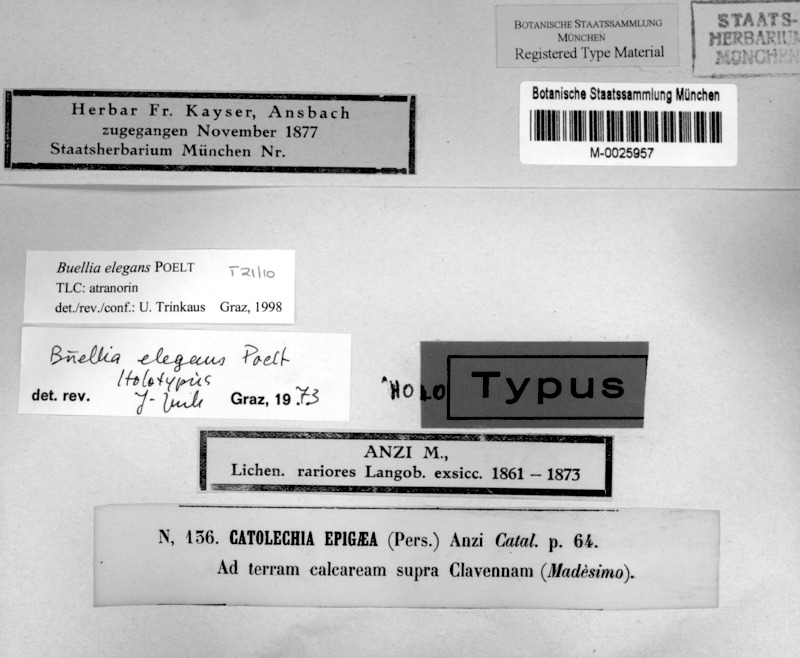 BOTANISCHE STAATSSAMMLUNG
MÜNCHEN
Registered Type Material
STAATS-
HERBARIUM
MÜNCHEN
Herbar Fr. Kayser, Ansbach
zugegangen November 1877
Staatsherbarium München Nr.
Botanische Staatssammlung München
M-0025957
Buellia elegans POELT T21/10
TLC: atranorin
det./rev./conf.: U. Trinkaus Graz, 1998
Buellia elegans Poelt
Holotypus
det. rev. J. Graz, 19.73
HOLO Typus
ANZI M.,
Lichen. rariores Langob. exsicc. 1861 – 1873
N, 136. CATOLECHIA EPIGÆA (Pers.) Anzi Catal. p. 64.
Ad terram calcaream supra Clavennam (Madèsimo).